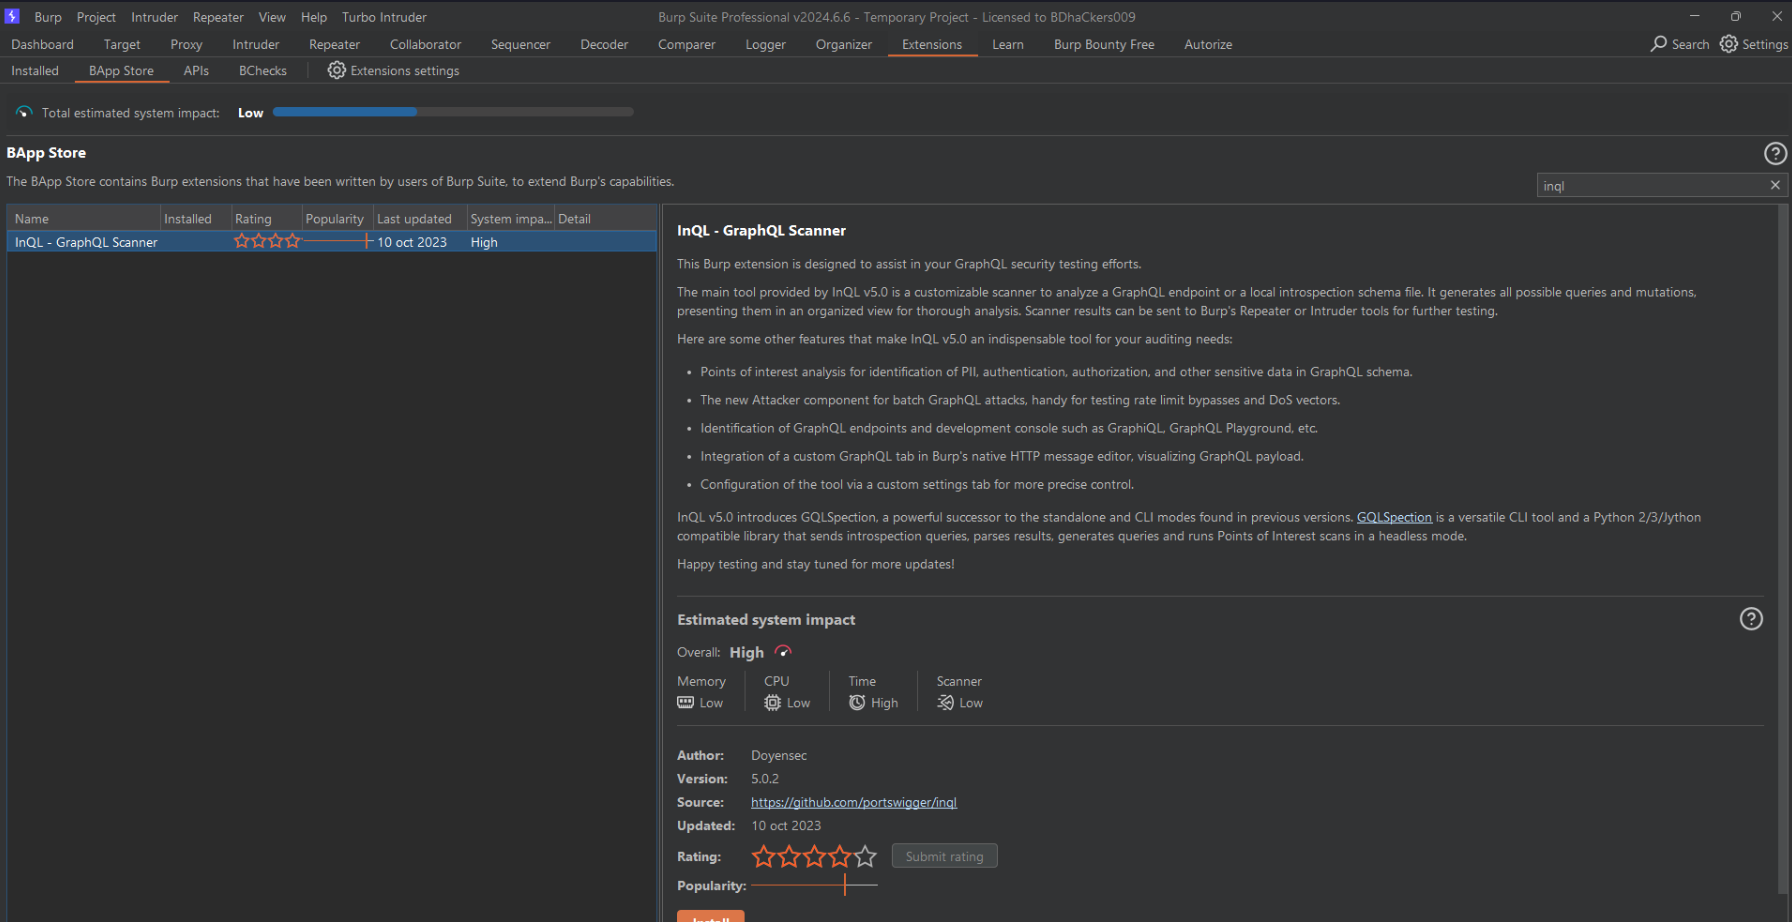 Burp Project Intruder Repeater View Help Turbo Intruder
Burp Suite Professional v2024.6.6 - Temporary Project - Licensed to BDhaCkers009
Dashboard Target Proxy Intruder Repeater Collaborator Sequencer Decoder Comparer Logger Organizer Extensions Learn Burp Bounty Free Autorize
Search Settings
Installed BApp Store APIs BChecks Extensions settings
Total estimated system impact: Low
BApp Store
The BApp Store contains Burp extensions that have been written by users of Burp Suite, to extend Burp's capabilities.
inql
Name Installed Rating Popularity Last updated System impa... Detail
InQL - GraphQL Scanner 10 oct 2023 High
InQL - GraphQL Scanner
This Burp extension is designed to assist in your GraphQL security testing efforts.
The main tool provided by InQL v5.0 is a customizable scanner to analyze a GraphQL endpoint or a local introspection schema file. It generates all possible queries and mutations,
presenting them in an organized view for thorough analysis. Scanner results can be sent to Burp's Repeater or Intruder tools for further testing.
Here are some other features that make InQL v5.0 an indispensable tool for your auditing needs:
• Points of interest analysis for identification of PII, authentication, authorization, and other sensitive data in GraphQL schema.
• The new Attacker component for batch GraphQL attacks, handy for testing rate limit bypasses and DoS vectors.
• Identification of GraphQL endpoints and development console such as GraphiQL, GraphQL Playground, etc.
• Integration of a custom GraphQL tab in Burp's native HTTP message editor, visualizing GraphQL payload.
• Configuration of the tool via a custom settings tab for more precise control.
InQL v5.0 introduces GQLSpection, a powerful successor to the standalone and CLI modes found in previous versions. GQLSpection is a versatile CLI tool and a Python 2/3/Jython
compatible library that sends introspection queries, parses results, generates queries and runs Points of Interest scans in a headless mode.
Happy testing and stay tuned for more updates!
Estimated system impact
Overall: High
Memory CPU Time Scanner
Low Low High Low
Author: Doyensec
Version: 5.0.2
Source: https://github.com/portswigger/inql
Updated: 10 oct 2023
Rating: Submit rating
Popularity:
Install